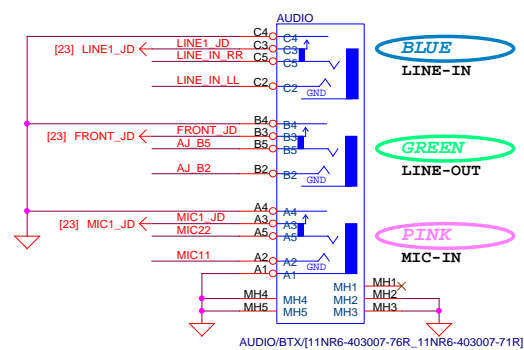 AUDIO
C4 C4
[23] LINE1_JD LINE1_JD C3 C3
LINE_IN_RR C5 C5
LINE_IN_LL C2 C2
GND
BLUE
LINE-IN
B4 B4
[23] FRONT_JD FRONT_JD B3 B3
AJ_B5 B5 B5
AJ_B2 B2 B2
GND
GREEN
LINE-OUT
A4 A4
[23] MIC1_JD MIC1_JD A3 A3
MIC22 A5 A5
MIC11 A2 A2
GND
A1 A1
PINK
MIC-IN
MH1 MH1
MH4 MH4 MH2 MH2
MH5 MH5 MH3 MH3
AUDIO/BTX/[11NR6-403007-76R_11NR6-403007-71R]